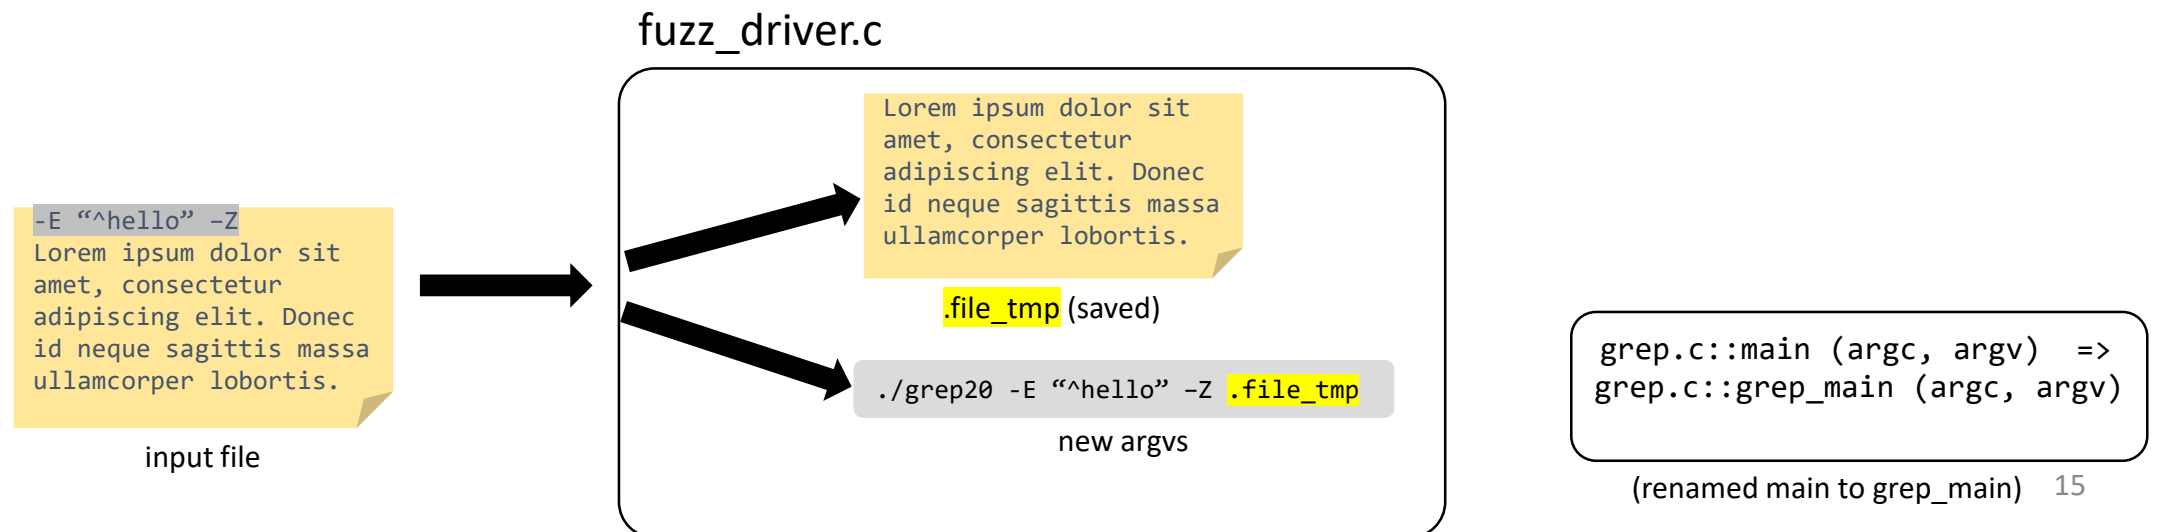 fuzz_driver.c
-E “^hello” –Z
Lorem ipsum dolor sit
amet, consectetur
adipiscing elit. Donec
id neque sagittis massa
ullamcorper lobortis.
input file
Lorem ipsum dolor sit
amet, consectetur
adipiscing elit. Donec
id neque sagittis massa
ullamcorper lobortis.
.file_tmp (saved)
./grep20 -E “^hello” –Z .file_tmp
new argvs
grep.c::main (argc, argv) =>
grep.c::grep_main (argc, argv)
(renamed main to grep_main)
15